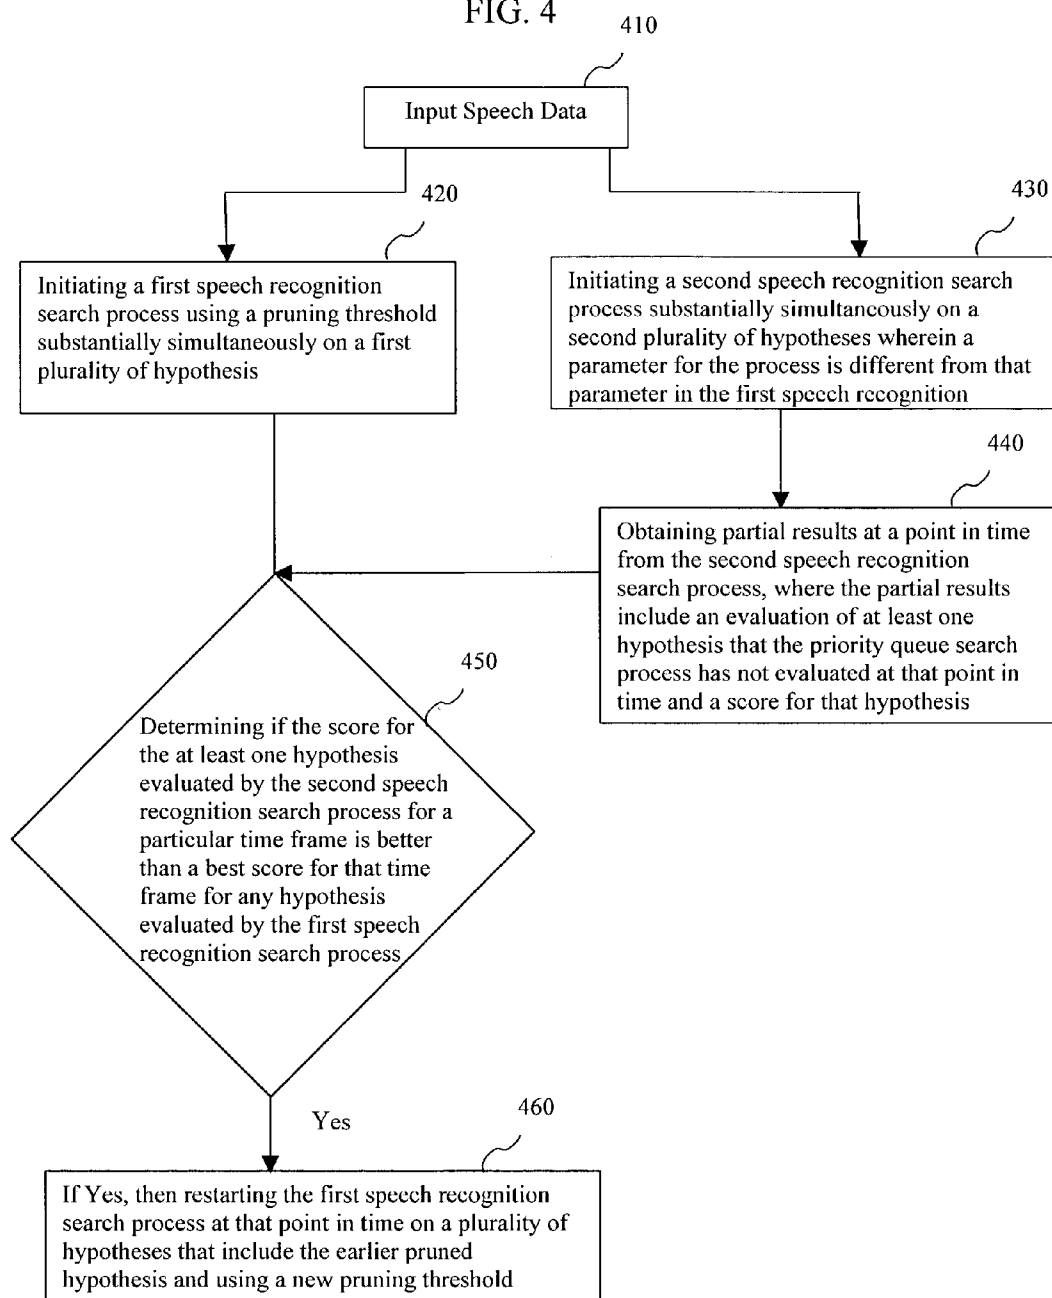 FIG. 4
410
Input Speech Data
420
430
Initiating a first speech recognition
search process using a pruning threshold
substantially simultaneously on a first
plurality of hypothesis
Initiating a second speech recognition search
process substantially simultaneously on a
second plurality of hypotheses wherein a
parameter for the process is different from that
parameter in the first speech recognition
440
Obtaining partial results at a point in time
from the second speech recognition
search process, where the partial results
include an evaluation of at least one
hypothesis that the priority queue search
process has not evaluated at that point in
time and a score for that hypothesis
450
Determining if the score for
the at least one hypothesis
evaluated by the second speech
recognition search process for a
particular time frame is better
than a best score for that time
frame for any hypothesis
evaluated by the first speech
recognition search process
Yes
460
If Yes, then restarting the first speech recognition
search process at that point in time on a plurality of
hypotheses that include the earlier pruned
hypothesis and using a new pruning threshold